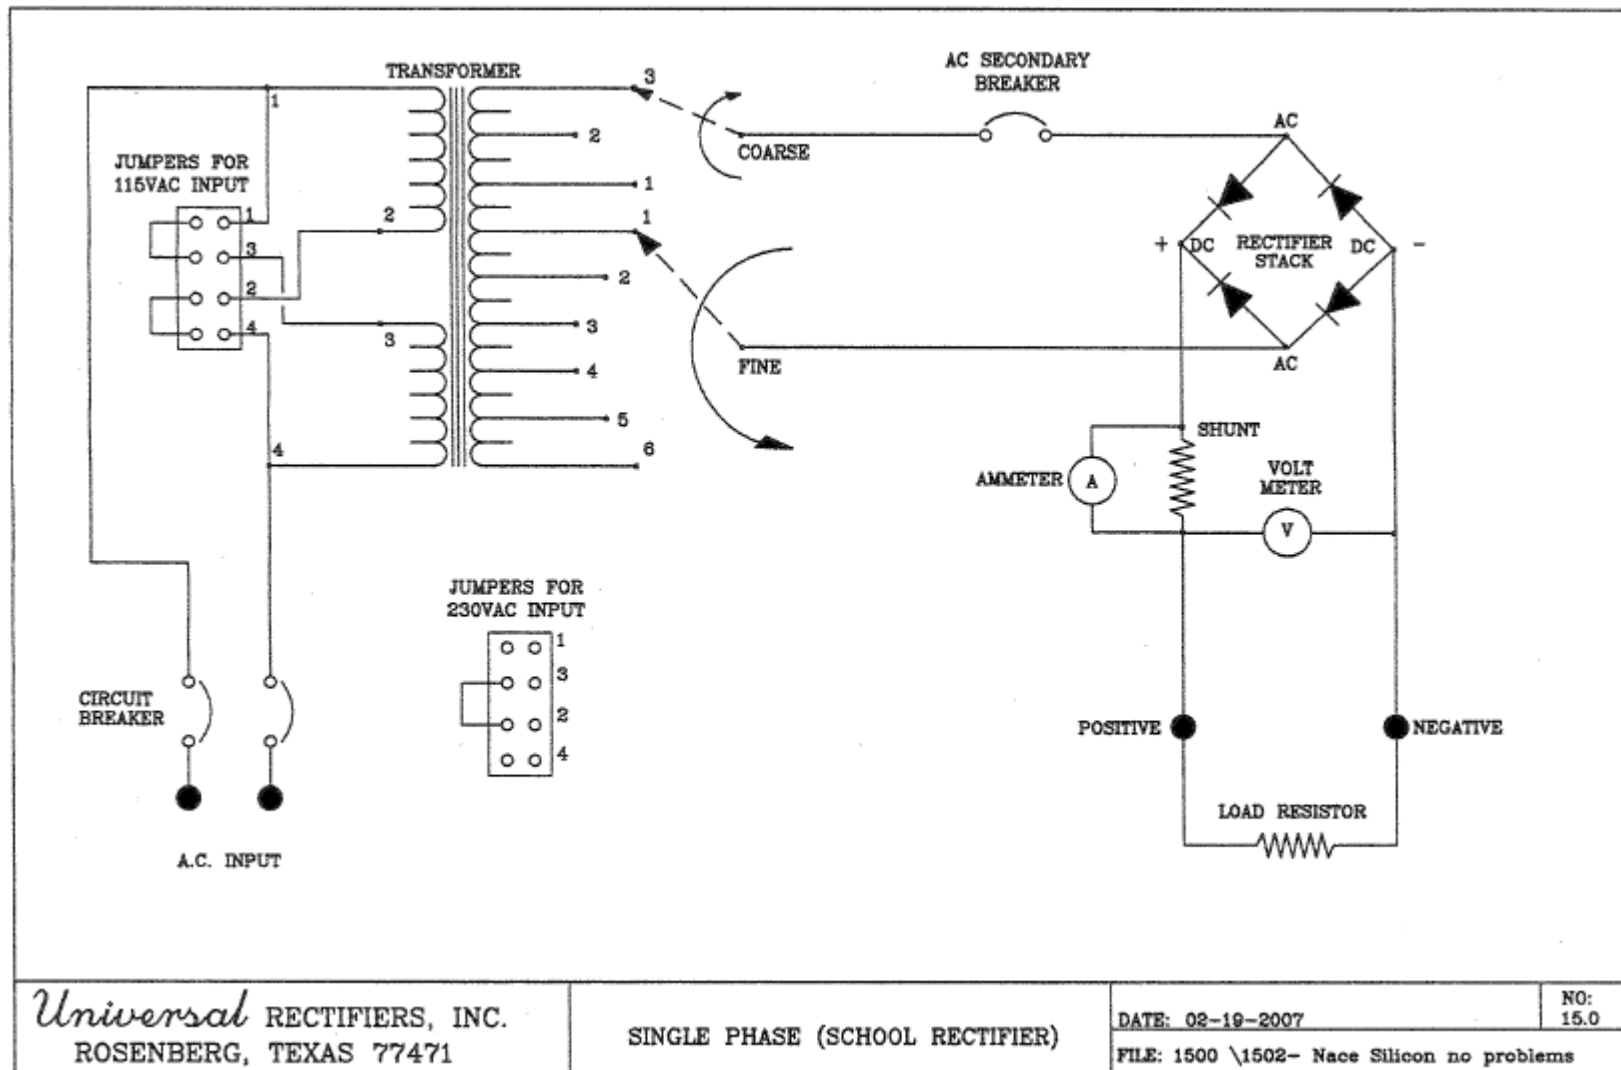 TRANSFORMER
AC SECONDARY
BREAKER
3
2
1
1
2
3
4
5
6
COARSE
FINE
1
2
3
4
JUMPERS FOR
115VAC INPUT
1
3
2
4
AC
+ DC
RECTIFIER
STACK
DC -
AC
SHUNT
AMMETER
A
VOLT
METER
V
JUMPERS FOR
230VAC INPUT
1
3
2
4
CIRCUIT
BREAKER
A.C. INPUT
POSITIVE
NEGATIVE
LOAD RESISTOR
Universal RECTIFIERS, INC.
ROSENBERG, TEXAS 77471
SINGLE PHASE (SCHOOL RECTIFIER)
DATE: 02-19-2007
NO:
15.0
FILE: 1500 \1502- Nace Silicon no problems